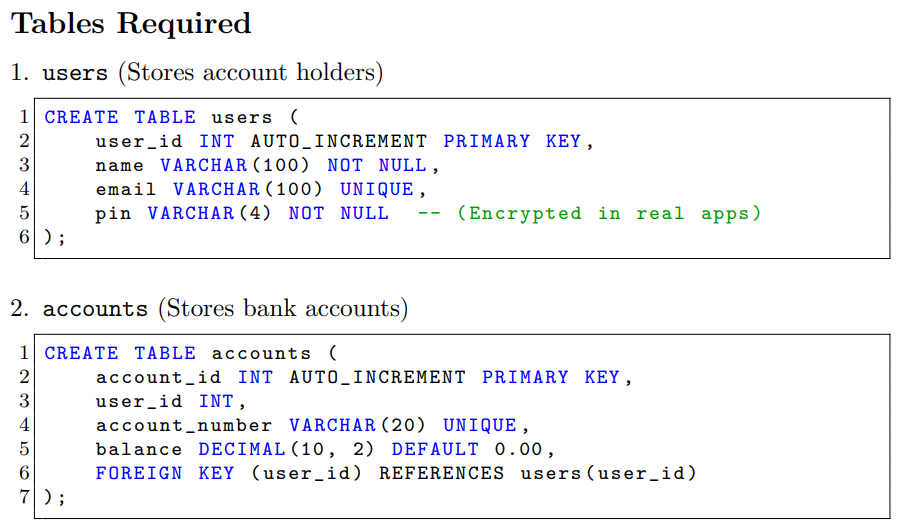 Tables Required
1. users (Stores account holders)
1 CREATE TABLE users (
2     user_id INT AUTO_INCREMENT PRIMARY KEY,
3     name VARCHAR(100) NOT NULL,
4     email VARCHAR(100) UNIQUE,
5     pin VARCHAR(4) NOT NULL  -- (Encrypted in real apps)
6 );
2. accounts (Stores bank accounts)
1 CREATE TABLE accounts (
2     account_id INT AUTO_INCREMENT PRIMARY KEY,
3     user_id INT,
4     account_number VARCHAR(20) UNIQUE,
5     balance DECIMAL(10, 2) DEFAULT 0.00,
6     FOREIGN KEY (user_id) REFERENCES users(user_id)
7 );